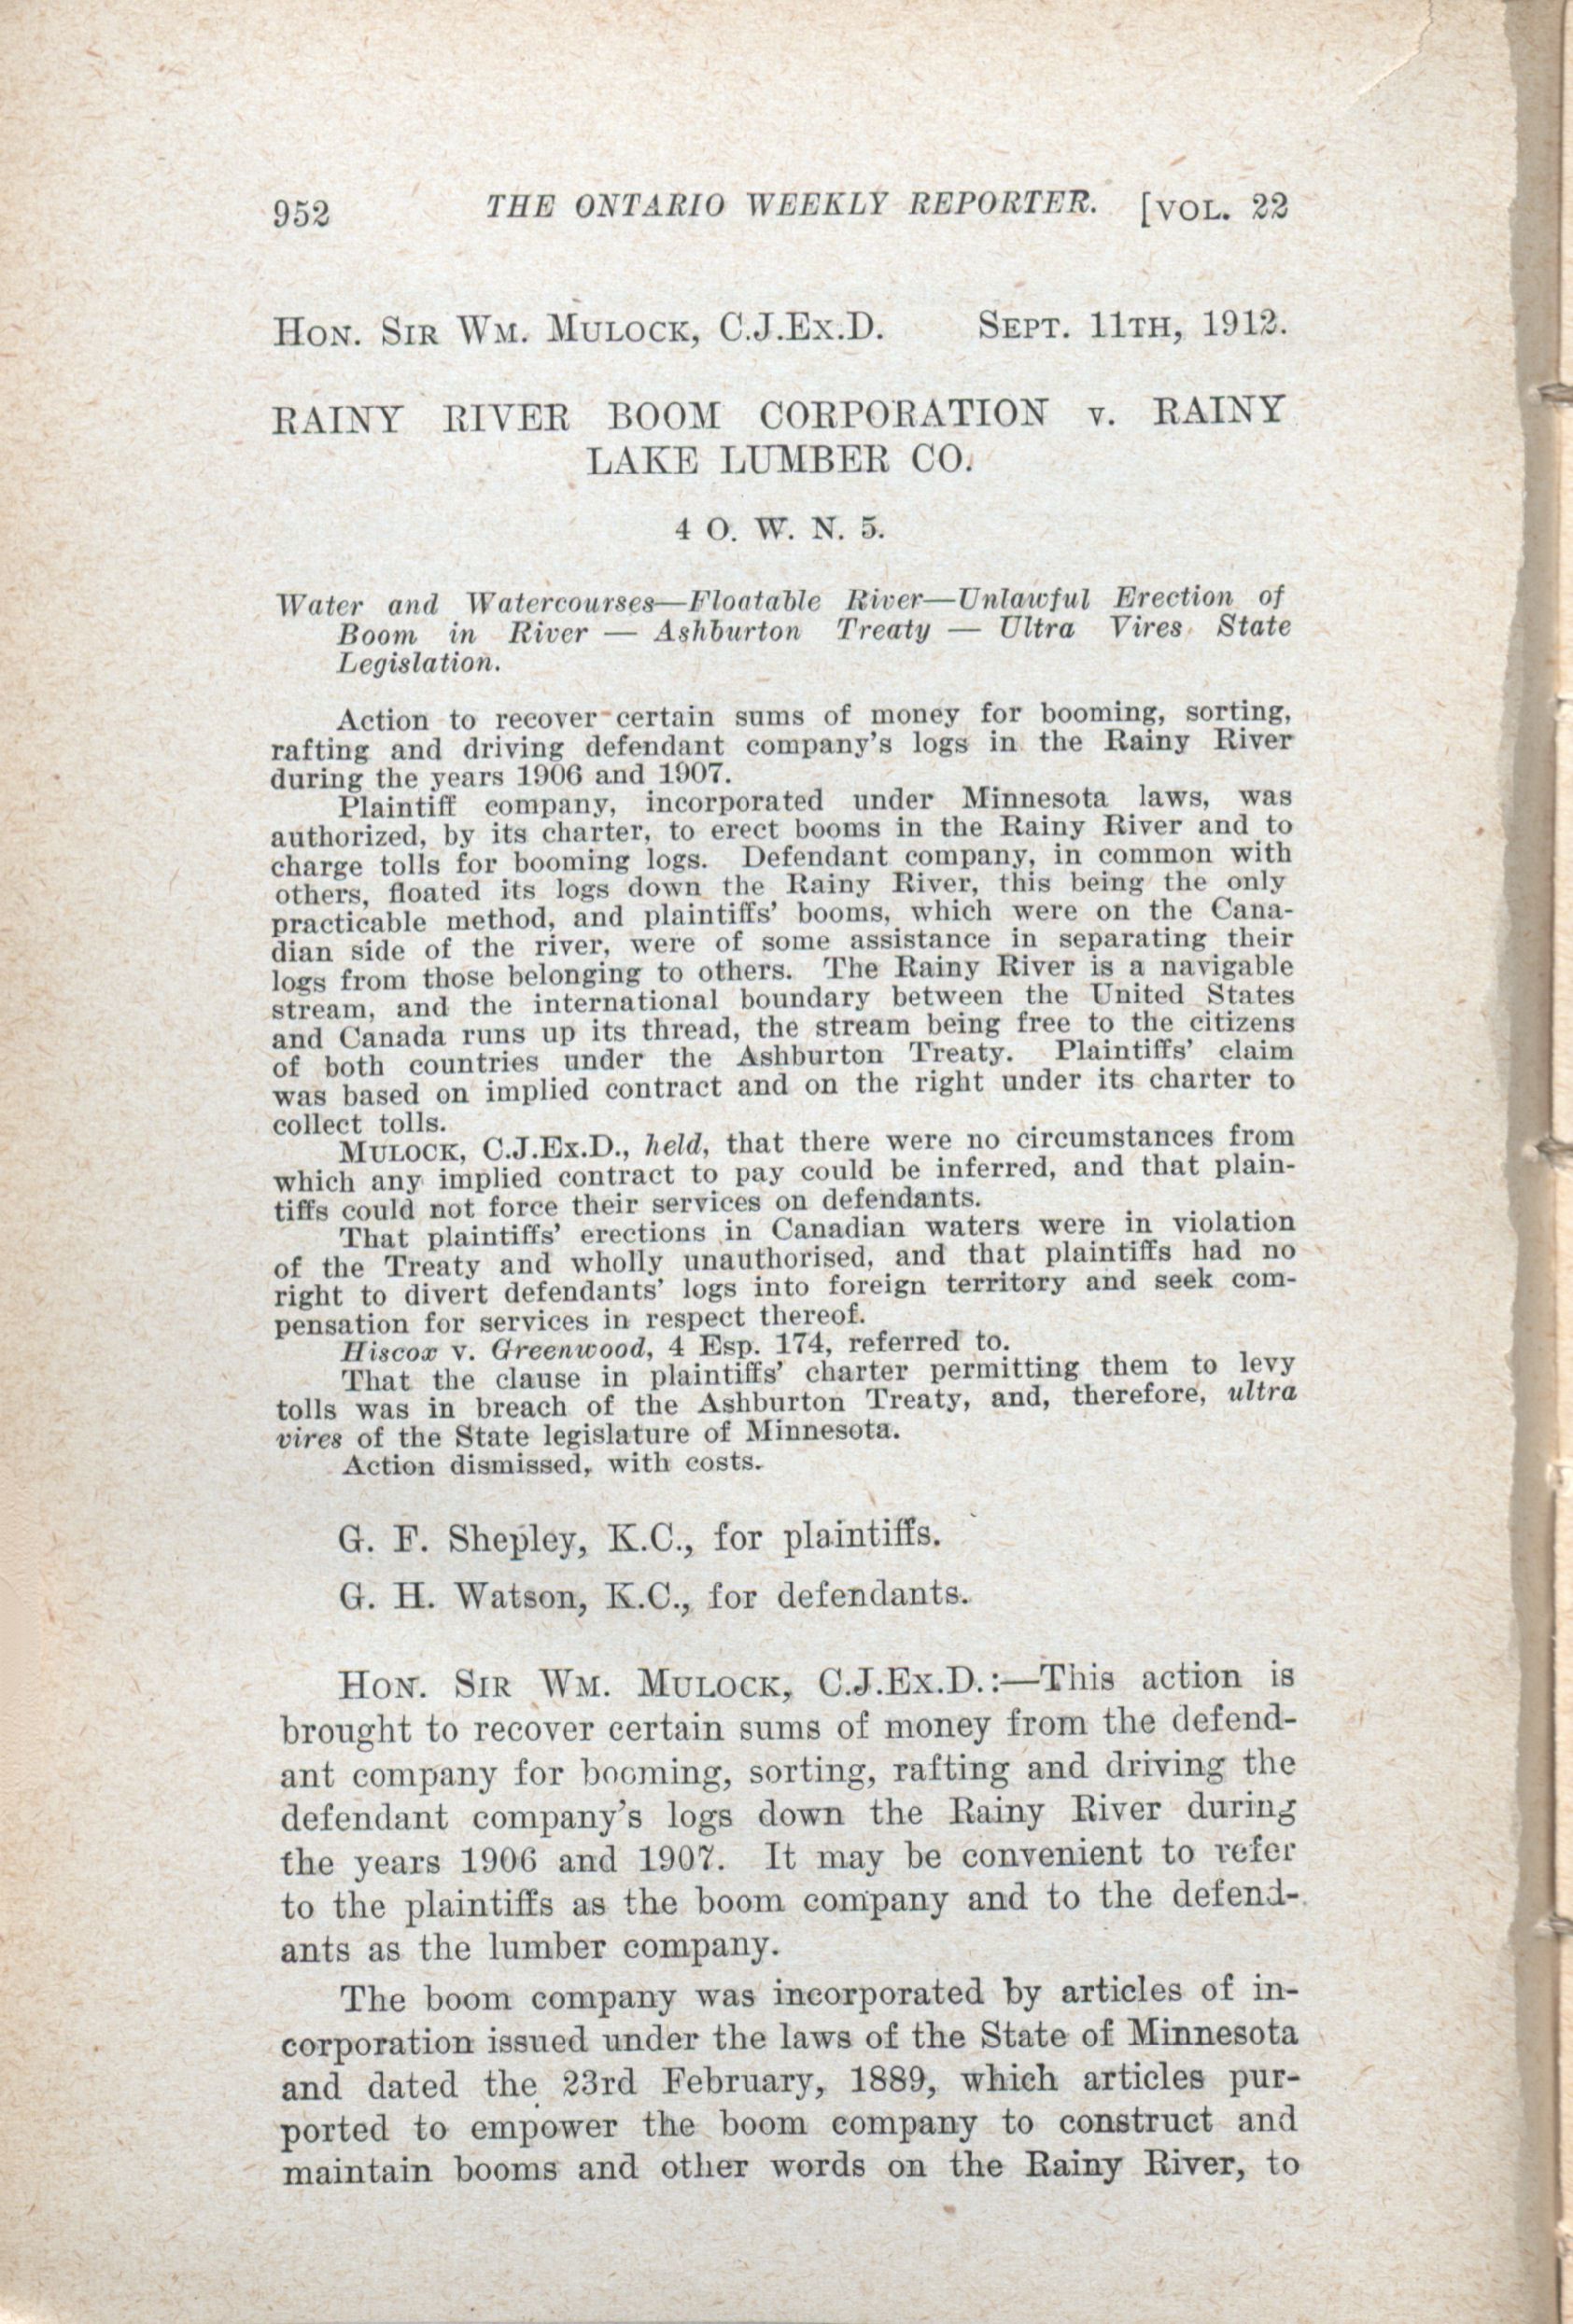 952 THE ONTARIO WEEKLY REPORTER. [VOL. 22
HON. SIR WM. MULOCK, C.J.EX.D. SEPT. 11TH, 1912.
RAINY RIVER BOOM CORPORATION v. RAINY
LAKE LUMBER CO.
4 O. W. N. 5.
Water and Watercourses—Floatable River—Unlawful Erection of
Boom in River — Ashburton Treaty — Ultra Vires State
Legislation.
Action to recover certain sums of money for booming, sorting,
rafting and driving defendant company's logs in the Rainy River
during the years 1906 and 1907.
Plaintiff company, incorporated under Minnesota laws, was
authorized, by its charter, to erect booms in the Rainy River and to
charge tolls for booming logs. Defendant company, in common with
others, floated its logs down the Rainy River, this being the only
practicable method, and plaintiffs' booms, which were on the Cana-
dian side of the river, were of some assistance in separating their
logs from those belonging to others. The Rainy River is a navigable
stream, and the international boundary between the United States
and Canada runs up its thread, the stream being free to the citizens
of both countries under the Ashburton Treaty. Plaintiffs' claim
was based on implied contract and on the right under its charter to
collect tolls.
MULOCK, C.J.EX.D., held, that there were no circumstances from
which any implied contract to pay could be inferred, and that plain-
tiffs could not force their services on defendants.
That plaintiffs' erections in Canadian waters were in violation
of the Treaty and wholly unauthorised, and that plaintiffs had no
right to divert defendants' logs into foreign territory and seek com-
pensation for services in respect thereof.
Hiscox v. Greenwood, 4 Esp. 174, referred to.
That the clause in plaintiffs' charter permitting them to levy
tolls was in breach of the Ashburton Treaty, and, therefore, ultra
vires of the State legislature of Minnesota.
Action dismissed, with costs.
G. F. Shepley, K.C., for plaintiffs.
G. H. Watson, K.C., for defendants.
HON. SIR WM. MULOCK, C.J.EX.D.:—This action is
brought to recover certain sums of money from the defend-
ant company for booming, sorting, rafting and driving the
defendant company's logs down the Rainy River during
the years 1906 and 1907. It may be convenient to refer
to the plaintiffs as the boom company and to the defend-
ants as the lumber company.
The boom company was incorporated by articles of in-
corporation issued under the laws of the State of Minnesota
and dated the 23rd February, 1889, which articles pur-
ported to empower the boom company to construct and
maintain booms and other words on the Rainy River, to